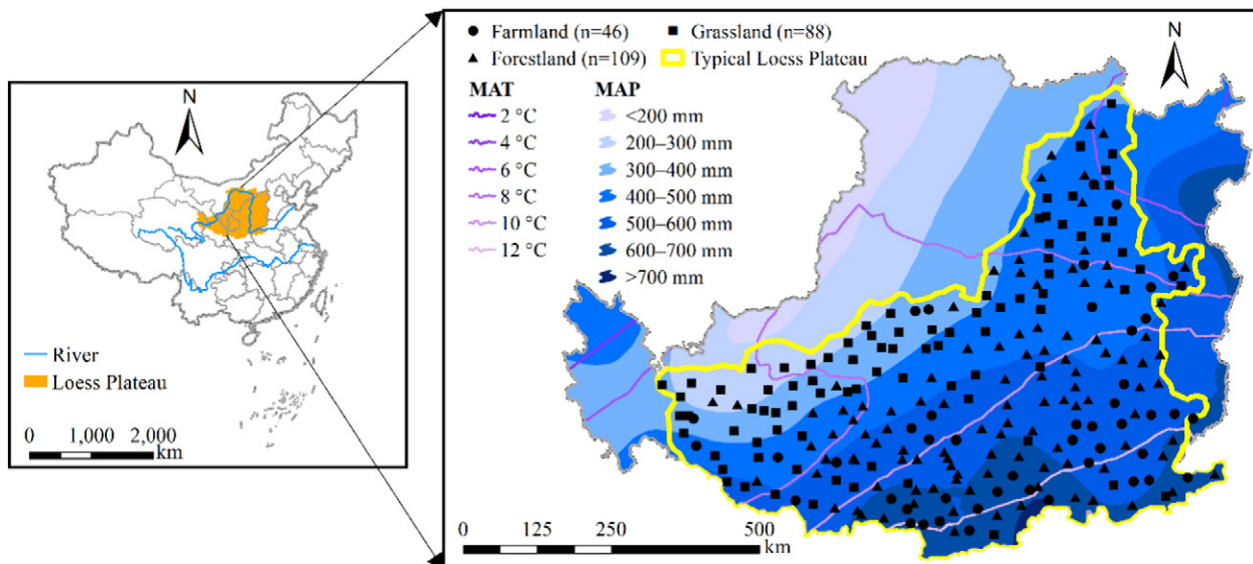 N
River
Loess Plateau
0 1,000 2,000
km
Farmland (n=46) Grassland (n=88)
Forestland (n=109) Typical Loess Plateau
MAT MAP
2 °C <200 mm
4 °C 200–300 mm
6 °C 300–400 mm
8 °C 400–500 mm
10 °C 500–600 mm
12 °C 600–700 mm
>700 mm
N
0 125 250 500
km